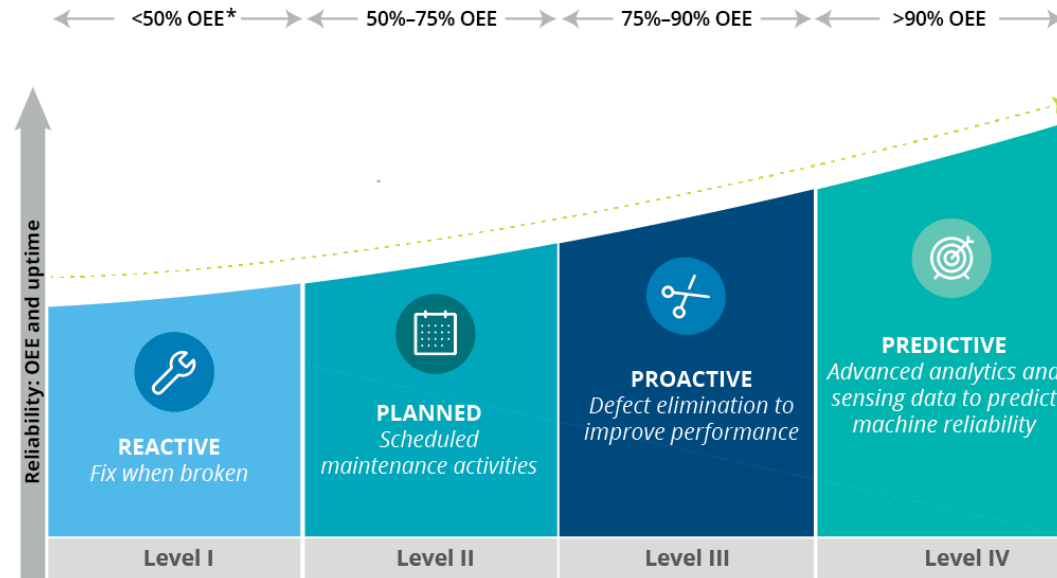 <50% OEE*
50%–75% OEE
75%–90% OEE
>90% OEE
Reliability: OEE and uptime
REACTIVE
Fix when broken
PLANNED
Scheduled
maintenance activities
PROACTIVE
Defect elimination to
improve performance
PREDICTIVE
Advanced analytics and
sensing data to predict
machine reliability
Level I
Level II
Level III
Level IV